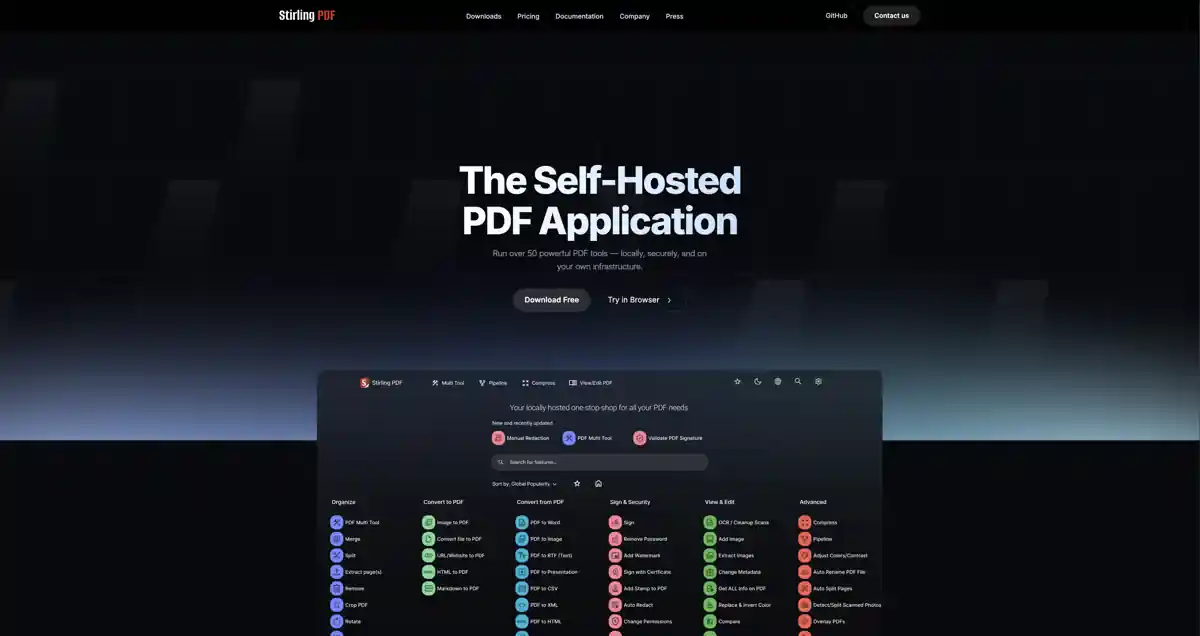 Stirling PDF
Downloads
Pricing
Documentation
Company
Press
GitHub
Contact us
The Self-Hosted
PDF Application
Run over 50 powerful PDF tools — locally, securely, and on
your own infrastructure.
Download Free
Try in Browser
Stirling PDF
Multi Tool
Pipeline
Compress
View/Edit PDF
Your locally hosted one-stop-shop for all your PDF needs
New and recently updated
Manual Redaction
PDF Multi Tool
Validate PDF Signature
Search for features...
Sort by: Global Popularity
Organize
PDF Multi Tool
Merge
Split
Extract page(s)
Remove
Crop PDF
Rotate
Convert to PDF
Image to PDF
Convert file to PDF
URL/Website to PDF
HTML to PDF
Markdown to PDF
Convert from PDF
PDF to Word
PDF to Image
PDF to RTF (Text)
PDF to Presentation
PDF to CSV
PDF to XML
PDF to HTML
Sign & Security
Sign
Remove Password
Add Watermark
Sign with Certificate
Add Stamp to PDF
Auto Redact
Change Permissions
View & Edit
OCR / Cleanup Scans
Add Image
Extract Images
Change Metadata
Get ALL Info on PDF
Replace & Invert Color
Compare
Advanced
Compress
Pipeline
Adjust Colors/Contrast
Auto Rename PDF File
Auto Split Pages
Detect/Split Scanned Photos
Overlay PDFs